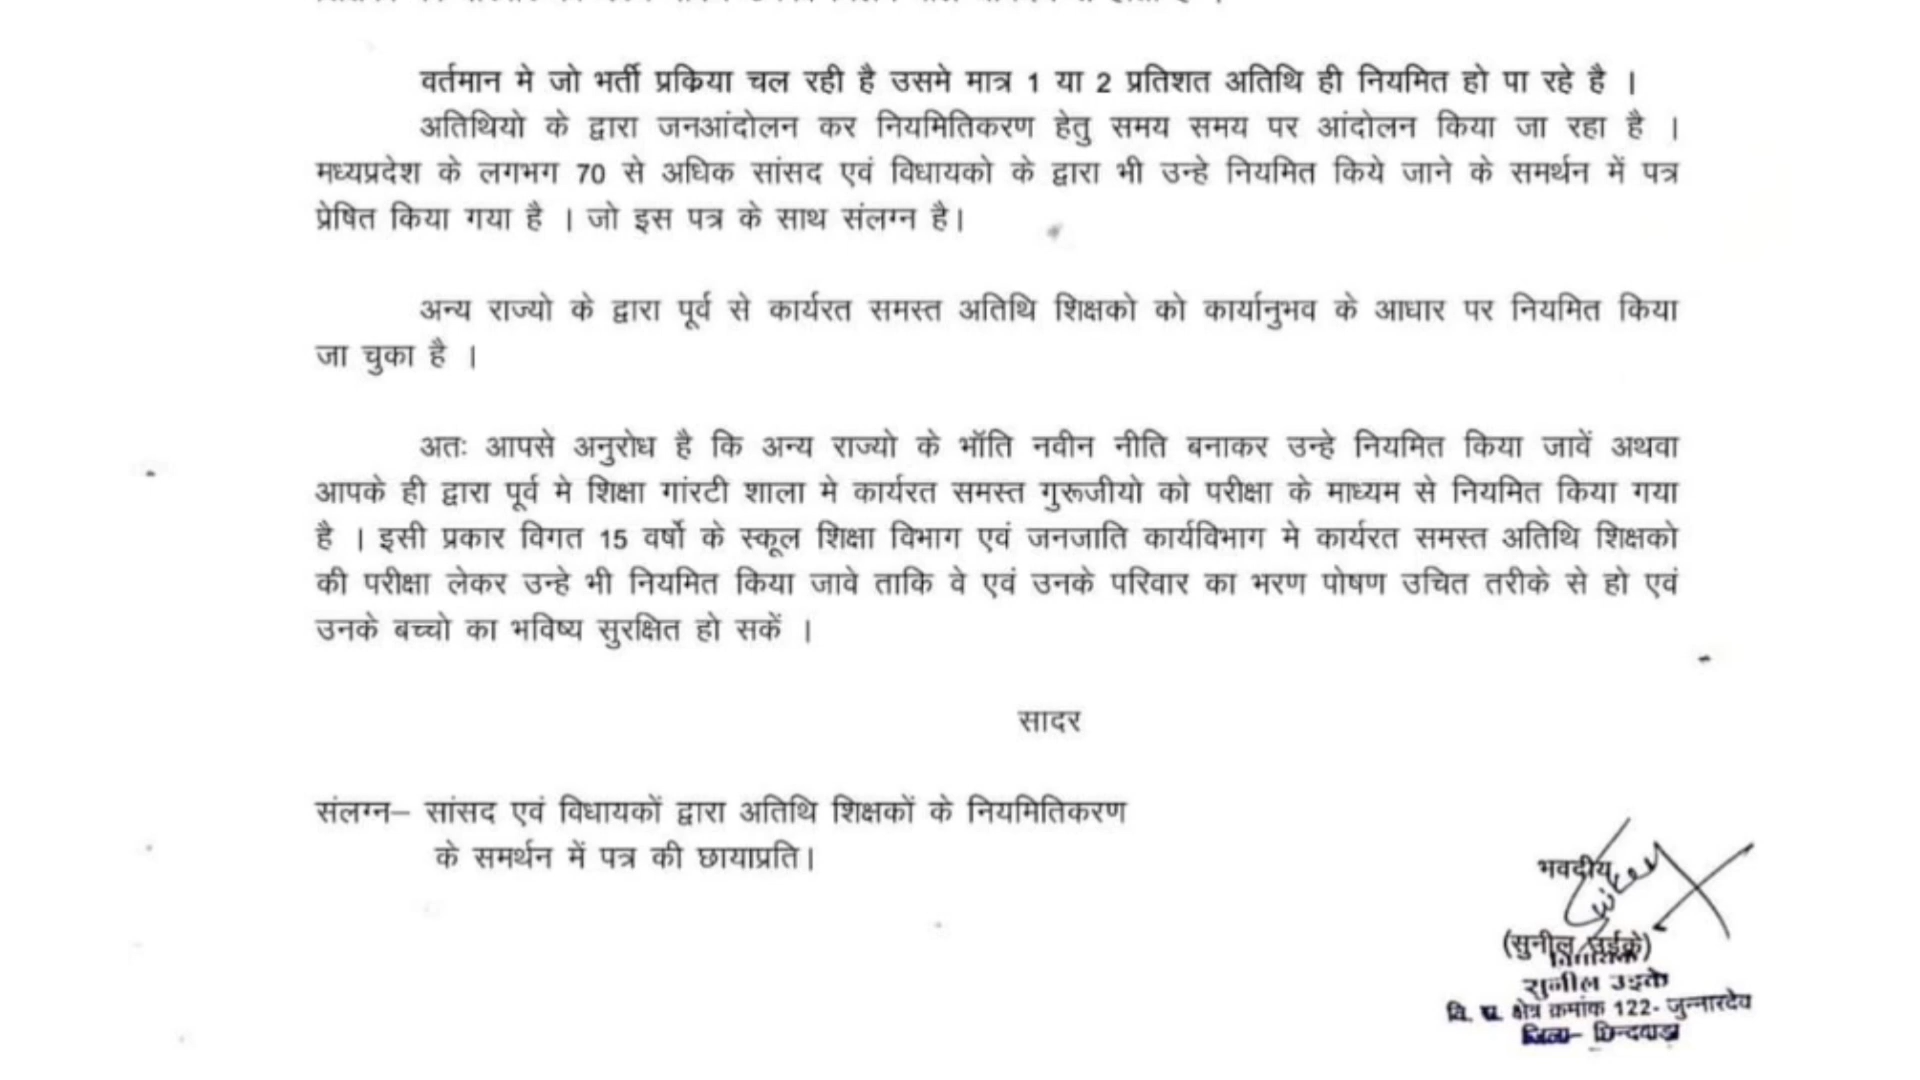 वर्तमान मे जो भर्ती प्रकिया चल रही है उसमे मात्र 1 या 2 प्रतिशत अतिथि ही नियमित हो पा रहे है ।
अतिथियो के द्वारा जनआंदोलन कर नियमितिकरण हेतु समय समय पर आंदोलन किया जा रहा है ।
मध्यप्रदेश के लगभग 70 से अधिक सांसद एवं विधायको के द्वारा भी उन्हे नियमित किये जाने के समर्थन में पत्र
प्रेषित किया गया है । जो इस पत्र के साथ संलग्न है।
अन्य राज्यो के द्वारा पूर्व से कार्यरत समस्त अतिथि शिक्षको को कार्यानुभव के आधार पर नियमित किया
जा चुका है ।
अतः आपसे अनुरोध है कि अन्य राज्यो के भॉति नवीन नीति बनाकर उन्हे नियमित किया जावें अथवा
आपके ही द्वारा पूर्व मे शिक्षा गांरटी शाला मे कार्यरत समस्त गुरूजीयो को परीक्षा के माध्यम से नियमित किया गया
है । इसी प्रकार विगत 15 वर्षो के स्कूल शिक्षा विभाग एवं जनजाति कार्यविभाग मे कार्यरत समस्त अतिथि शिक्षको
की परीक्षा लेकर उन्हे भी नियमित किया जावे ताकि वे एवं उनके परिवार का भरण पोषण उचित तरीके से हो एवं
उनके बच्चो का भविष्य सुरक्षित हो सकें ।
सादर
संलग्न– सांसद एवं विधायकों द्वारा अतिथि शिक्षकों के नियमितिकरण
के समर्थन में पत्र की छायाप्रति।
भवदीय
(सुनील उईके)
विधायक
सुनील उइके
वि. स. क्षेत्र क्रमांक 122- जुन्नारदेव
जिला– छिन्दवाड़ा